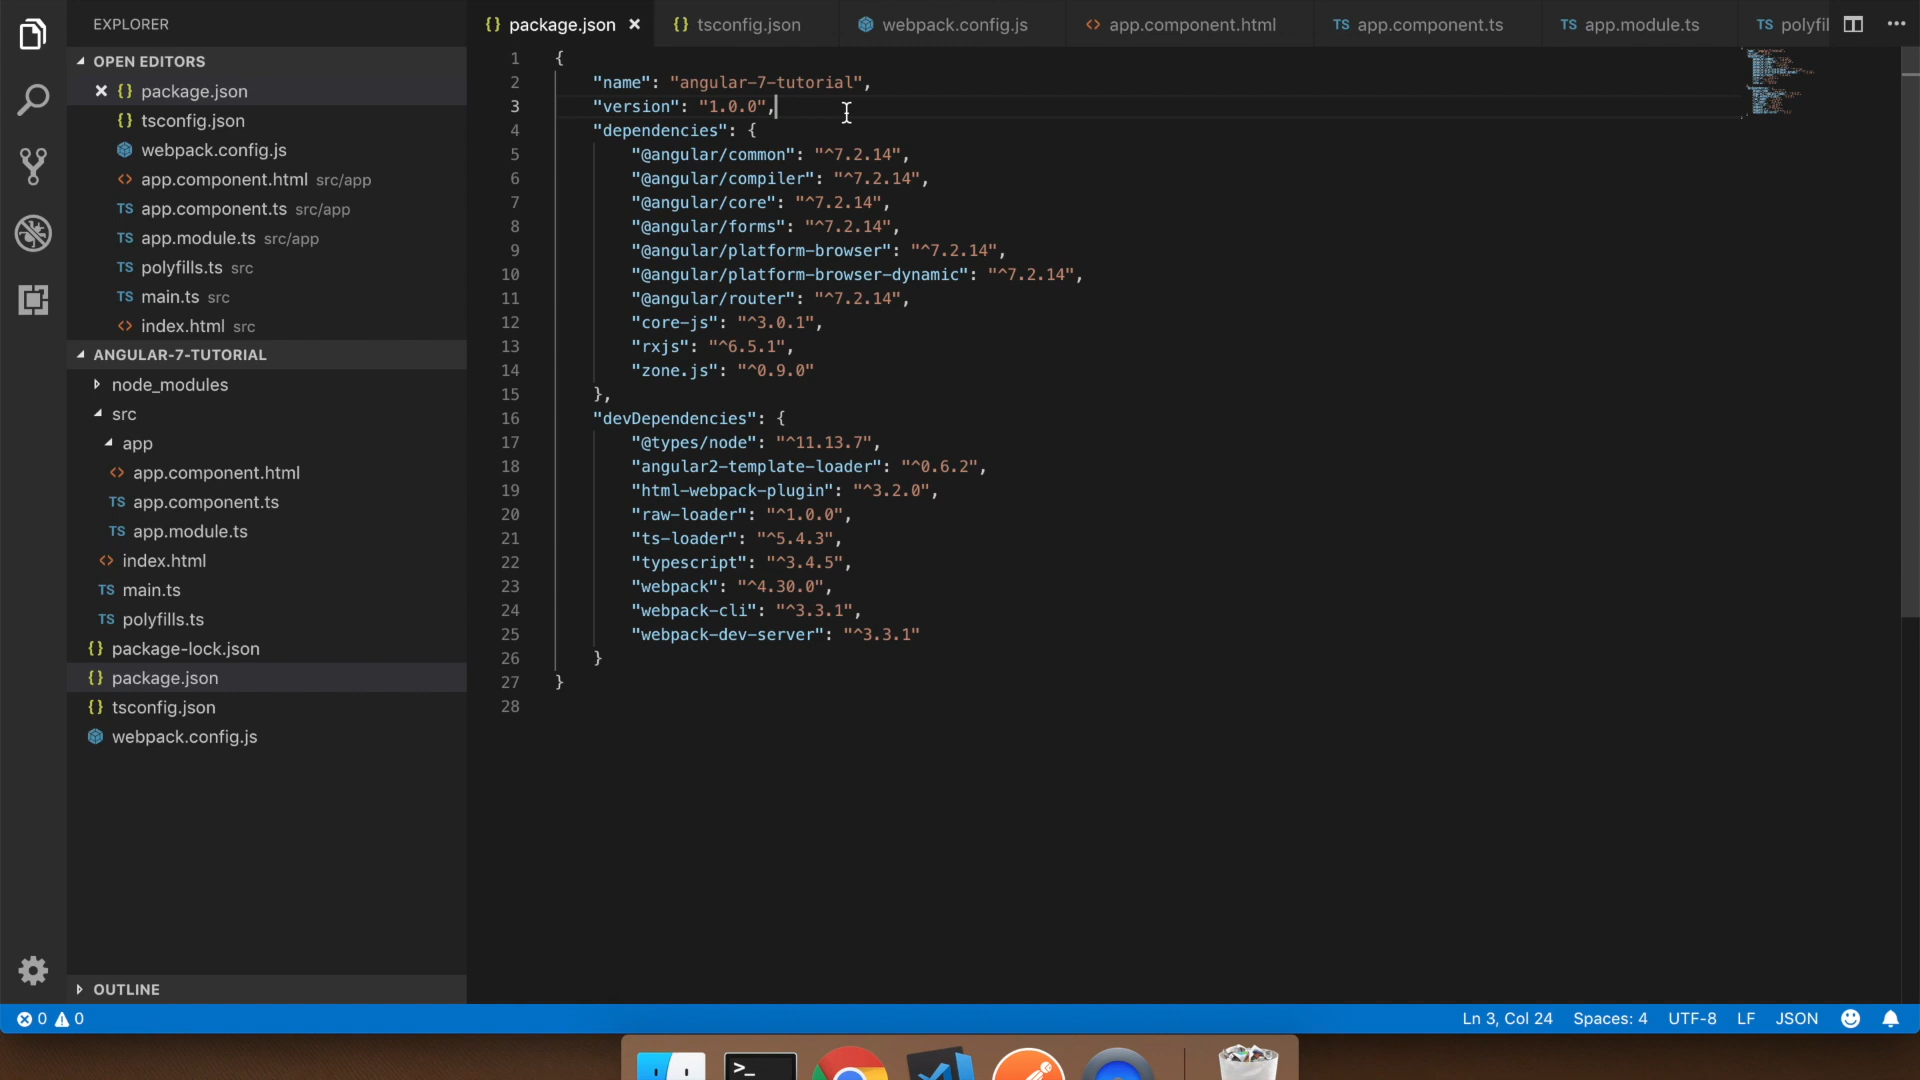 EXPLORER
OPEN EDITORS
{} package.json
{} tsconfig.json
webpack.config.js
<> app.component.html src/app
TS app.component.ts src/app
TS app.module.ts src/app
TS polyfills.ts src
TS main.ts src
<> index.html src
ANGULAR-7-TUTORIAL
node_modules
src
app
<> app.component.html
TS app.component.ts
TS app.module.ts
<> index.html
TS main.ts
TS polyfills.ts
{} package-lock.json
{} package.json
{} tsconfig.json
webpack.config.js
OUTLINE
{} package.json {} tsconfig.json webpack.config.js <> app.component.html TS app.component.ts TS app.module.ts TS polyfil
1 {
2 "name": "angular-7-tutorial",
3 "version": "1.0.0",
4 "dependencies": {
5 "@angular/common": "^7.2.14",
6 "@angular/compiler": "^7.2.14",
7 "@angular/core": "^7.2.14",
8 "@angular/forms": "^7.2.14",
9 "@angular/platform-browser": "^7.2.14",
10 "@angular/platform-browser-dynamic": "^7.2.14",
11 "@angular/router": "^7.2.14",
12 "core-js": "^3.0.1",
13 "rxjs": "^6.5.1",
14 "zone.js": "^0.9.0"
15 },
16 "devDependencies": {
17 "@types/node": "^11.13.7",
18 "angular2-template-loader": "^0.6.2",
19 "html-webpack-plugin": "^3.2.0",
20 "raw-loader": "^1.0.0",
21 "ts-loader": "^5.4.3",
22 "typescript": "^3.4.5",
23 "webpack": "^4.30.0",
24 "webpack-cli": "^3.3.1",
25 "webpack-dev-server": "^3.3.1"
26 }
27 }
28
0 0 Ln 3, Col 24 Spaces: 4 UTF-8 LF JSON
>_